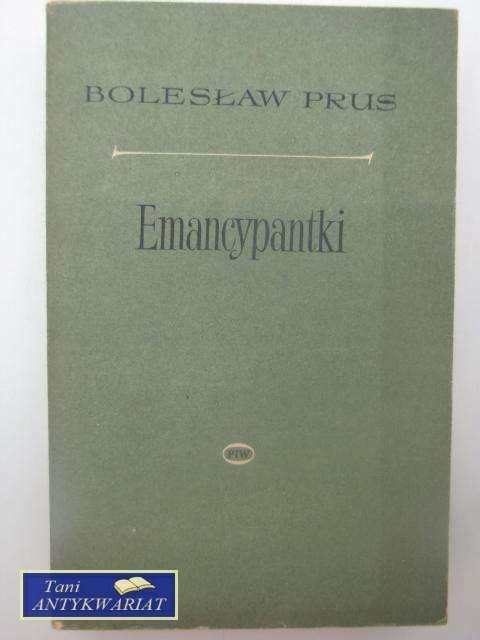 BOLESŁAW PRUS
Emancypantki
PIW
Tani
ANTYKWARIAT